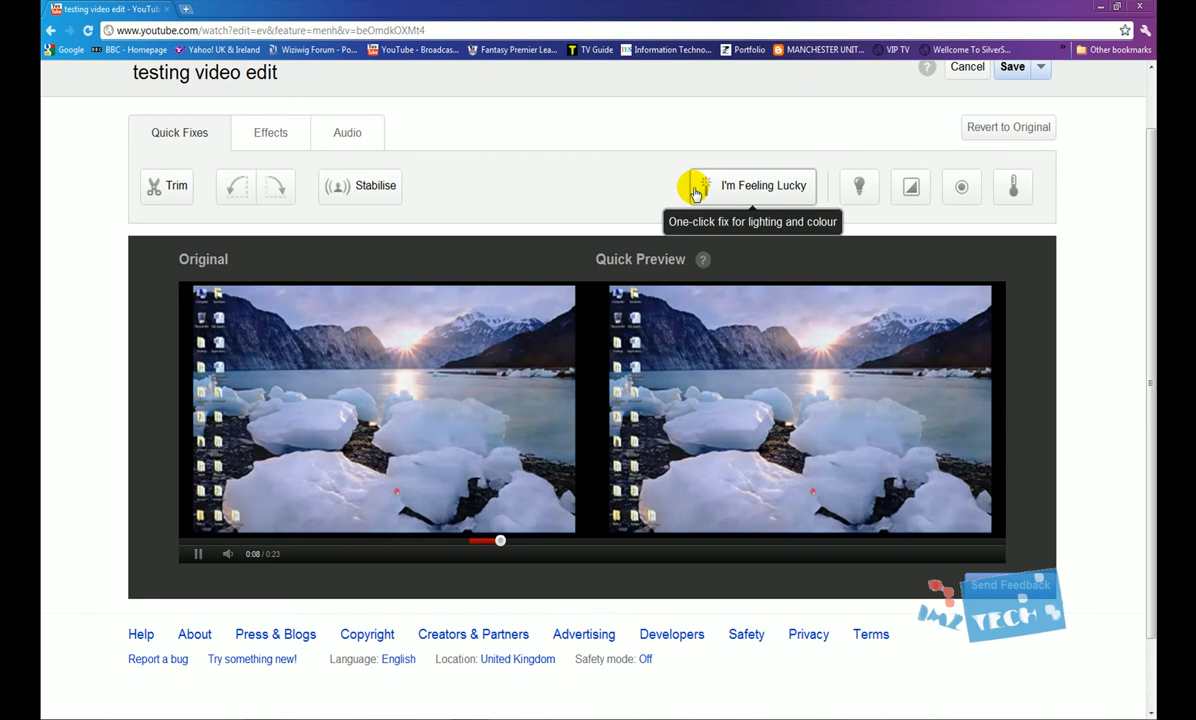 testing video edit - YouTub
www.youtube.com/watch?edit=ev&feature=menh&v=beOmdkOXMt4
Google BBC - Homepage Yahoo! UK & Ireland Wiziwig Forum - Po... YouTube - Broadcas... Fantasy Premier Lea... TV Guide Information Techno... Portfolio MANCHESTER UNIT... VIP TV Wellcome To SilverS... » Other bookmarks
testing video edit
? Cancel Save
Quick Fixes Effects Audio
Revert to Original
Trim Stabilise I'm Feeling Lucky
One-click fix for lighting and colour
Original Quick Preview ?
0:08 / 0:23
Send Feedback
IMZ TECH
Help About Press & Blogs Copyright Creators & Partners Advertising Developers Safety Privacy Terms
Report a bug Try something new! Language: English Location: United Kingdom Safety mode: Off